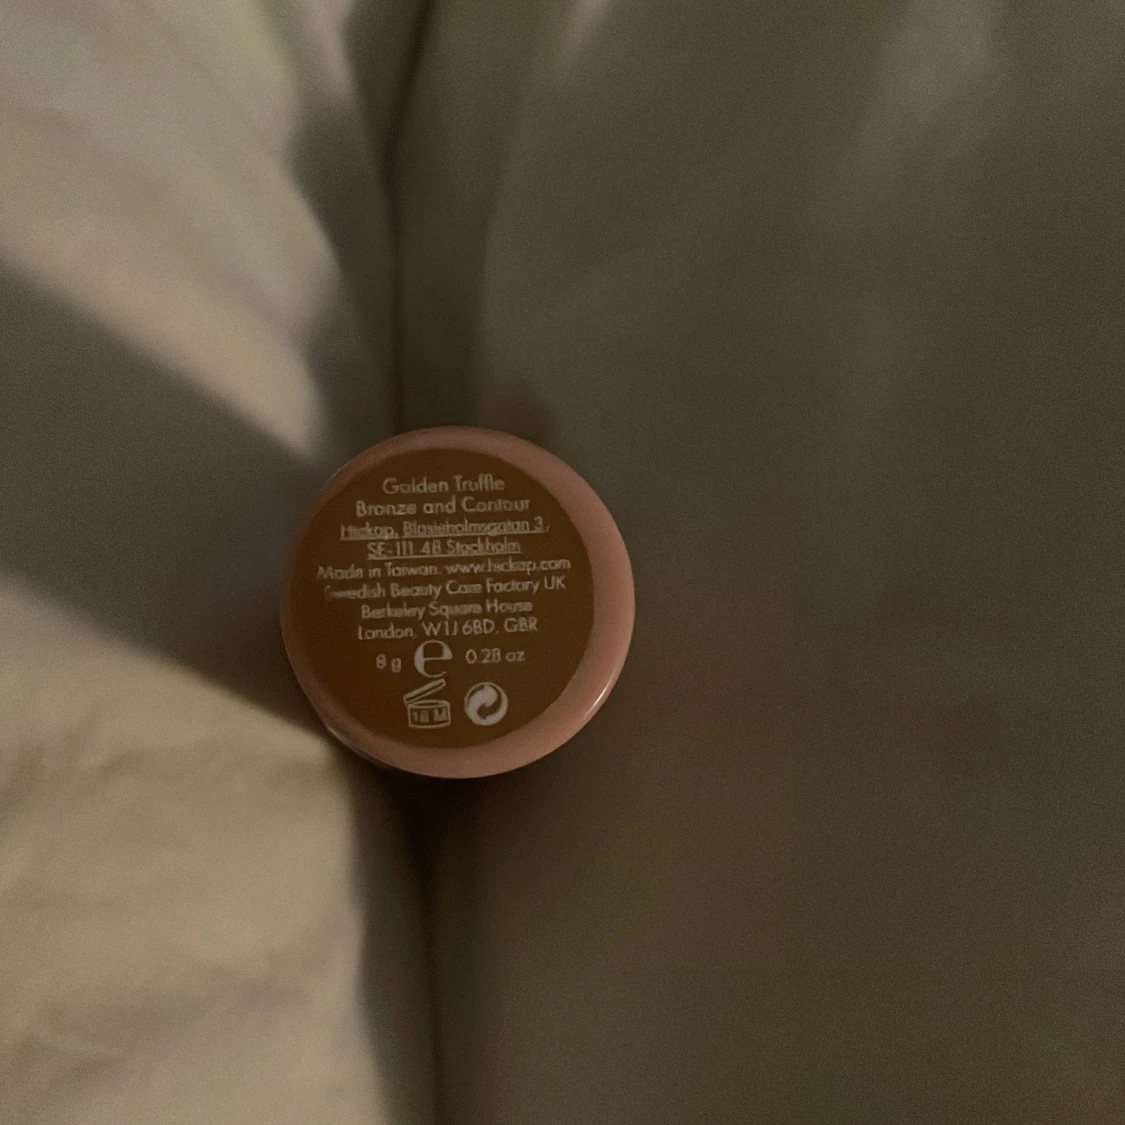 Golden Truffle
Bronze and Contour
Hickap, Blasieholmsgatan 3,
SE-111 48 Stockholm
Made in Taiwan. www.hickap.com
Swedish Beauty Care Factory UK
Berkeley Square House
London, W1J 6BD, GBR
8 g e 0.28 oz
18 M